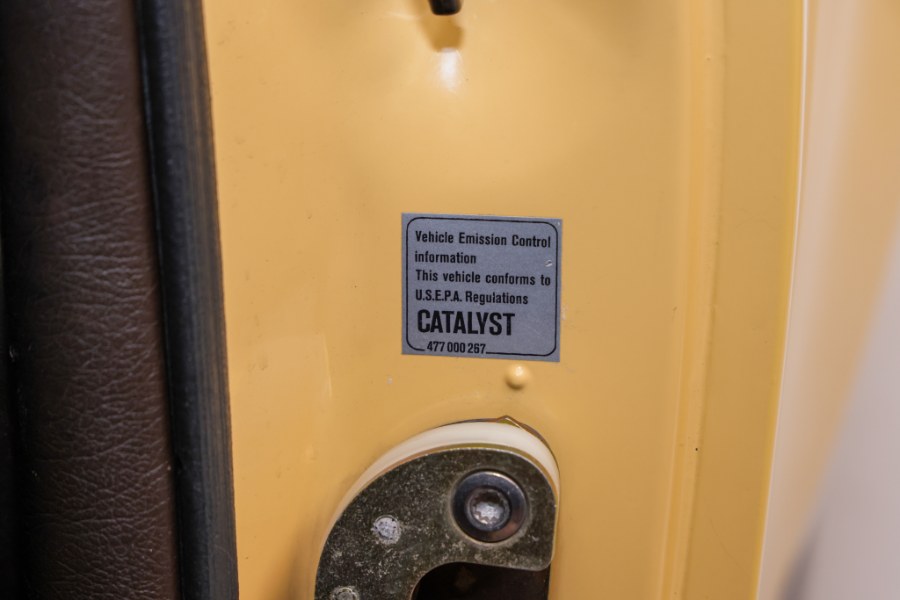 Vehicle Emission Control
information
This vehicle conforms to
U.S.E.P.A. Regulations
CATALYST
477 000 267